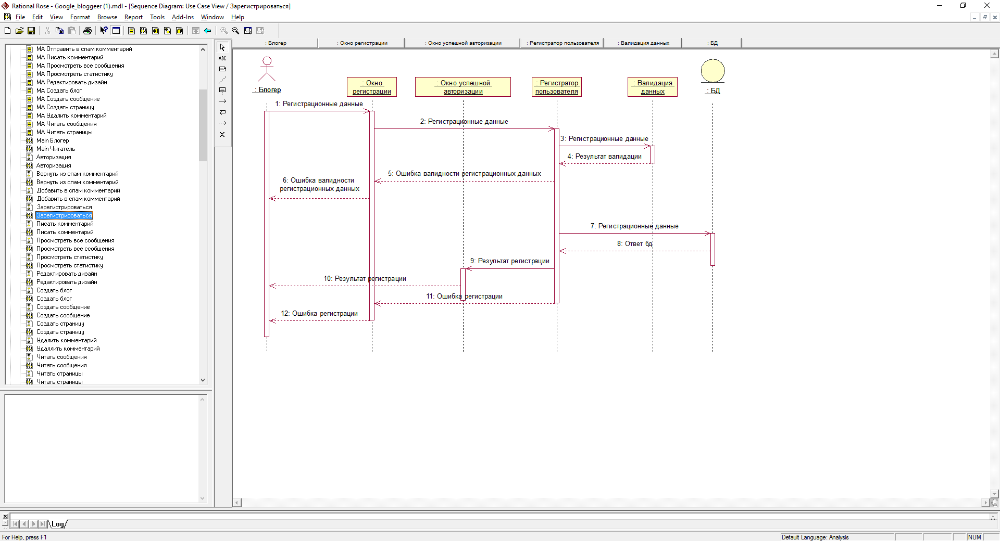 Rational Rose - Google_bloggeer (1).mdl - [Sequence Diagram: Use Case View / Зарегистрироваться]
File Edit View Format Browse Report Tools Add-Ins Window Help
: Блогер : Окно регистрации : Окно успешной авторизации : Регистратор пользователя : Валидация данных : БД
МА Отправить в спам комментарий
МА Писать комментарий
МА Просмотреть все сообщения
МА Просмотреть статистику
МА Редактировать дизайн
МА Создать блог
МА Создать сообщение
МА Создать страницу
МА Удалить комментарий
МА Читать сообщения
МА Читать страницы
Main Блогер
Main Читатель
Авторизация
Авторизация
Вернуть из спам комментарий
Вернуть из спам комментарий
Добавить в спам комментарий
Добавить в спам комментарий
Зарегистрироваться
Зарегистрироваться
Писать комментарий
Писать комментарий
Просмотреть все сообщения
Просмотреть все ссообщения
Просмотреть статистику
Просмотреть статистику
Редактировать дизайн
Редактировать дизайн
Создать блог
Создать блог
Создать сообщение
Создать сообщение
Создать страницу
Создать страницу
Удалить комментарий
Удаллить комментарий
Читать сообщения
Читать сообщения
Читать страницы
Читать страницы
ABC
: Блогер
: Окно
регистрации
: Окно успешной
авторизации
: Регистратор
пользователя
: Валидация
данных
: БД
1: Регистрационные данные
2: Регистрационные данные
3: Регистрационные данные
4: Результат валидации
5: Ошибка валидности регистрационных данных
6: Ошибка валидности
регистрационных данных
7: Регистрационные данные
8: Ответ бд
9: Результат регистрации
10: Результат регистрации
11: Ошибка регистрации
12: Ошибка регистрации
Log
For Help, press F1
Default Language: Analysis
NUM